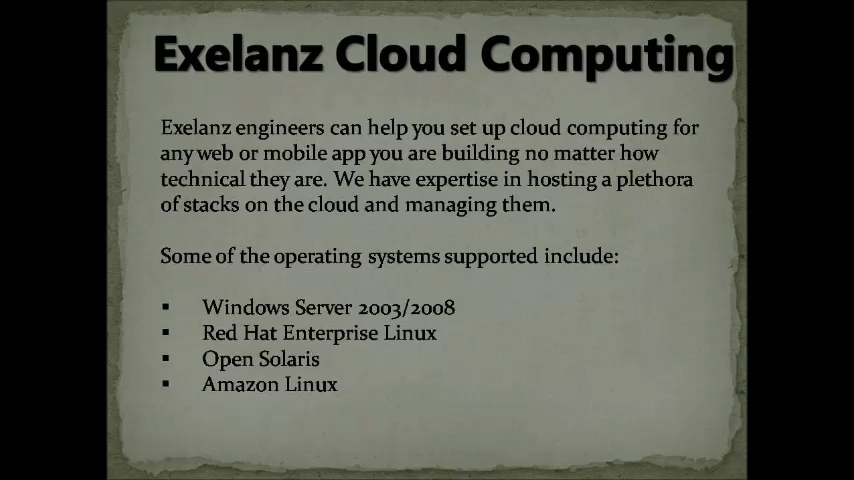 Exelanz Cloud Computing
Exelanz engineers can help you set up cloud computing for
any web or mobile app you are building no matter how
technical they are. We have expertise in hosting a plethora
of stacks on the cloud and managing them.
Some of the operating systems supported include:
▪ Windows Server 2003/2008
▪ Red Hat Enterprise Linux
▪ Open Solaris
▪ Amazon Linux